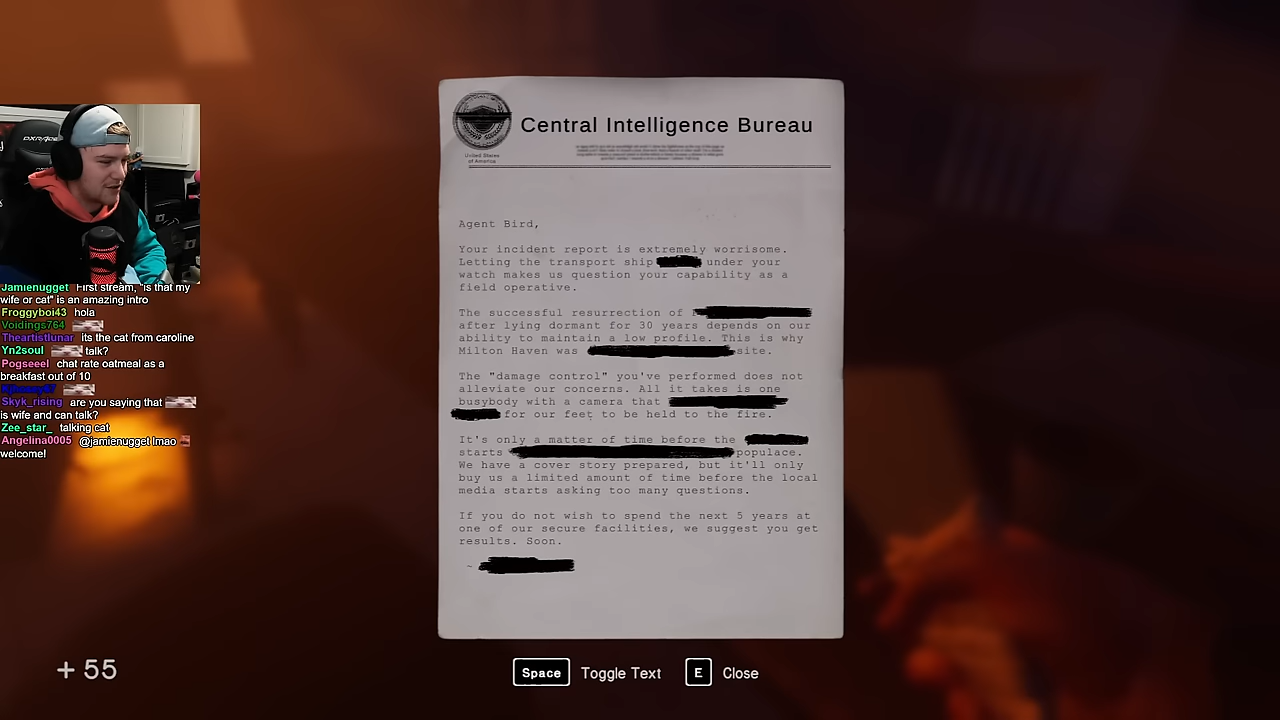 Central Intelligence Bureau
United States
of America
Agent Bird,
Your incident report is extremely worrisome.
Letting the transport ship under your
watch makes us question your capability as a
field operative.
The successful resurrection of
after lying dormant for 30 years depends on our
ability to maintain a low profile. This is why
Milton Haven was site.
The "damage control" you've performed does not
alleviate our concerns. All it takes is one
busybody with a camera that
for our feet to be held to the fire.
It's only a matter of time before the
starts populace.
We have a cover story prepared, but it'll only
buy us a limited amount of time before the local
media starts asking too many questions.
If you do not wish to spend the next 5 years at
one of our secure facilities, we suggest you get
results. Soon.
~
DXRACER
Jamienugget First stream, "is that my
wife or cat" is an amazing intro
Froggyboi43 hola
Voidings764
Theartistlunar its the cat from caroline
Yn2soul talk?
Pogseeel chat rate oatmeal as a
breakfast out of 10
Skyk_rising are you saying that
is wife and can talk?
Zee_star_ talking cat
Angelina0005 @jamienugget lmao
welcome!
+ 55
Space Toggle Text E Close